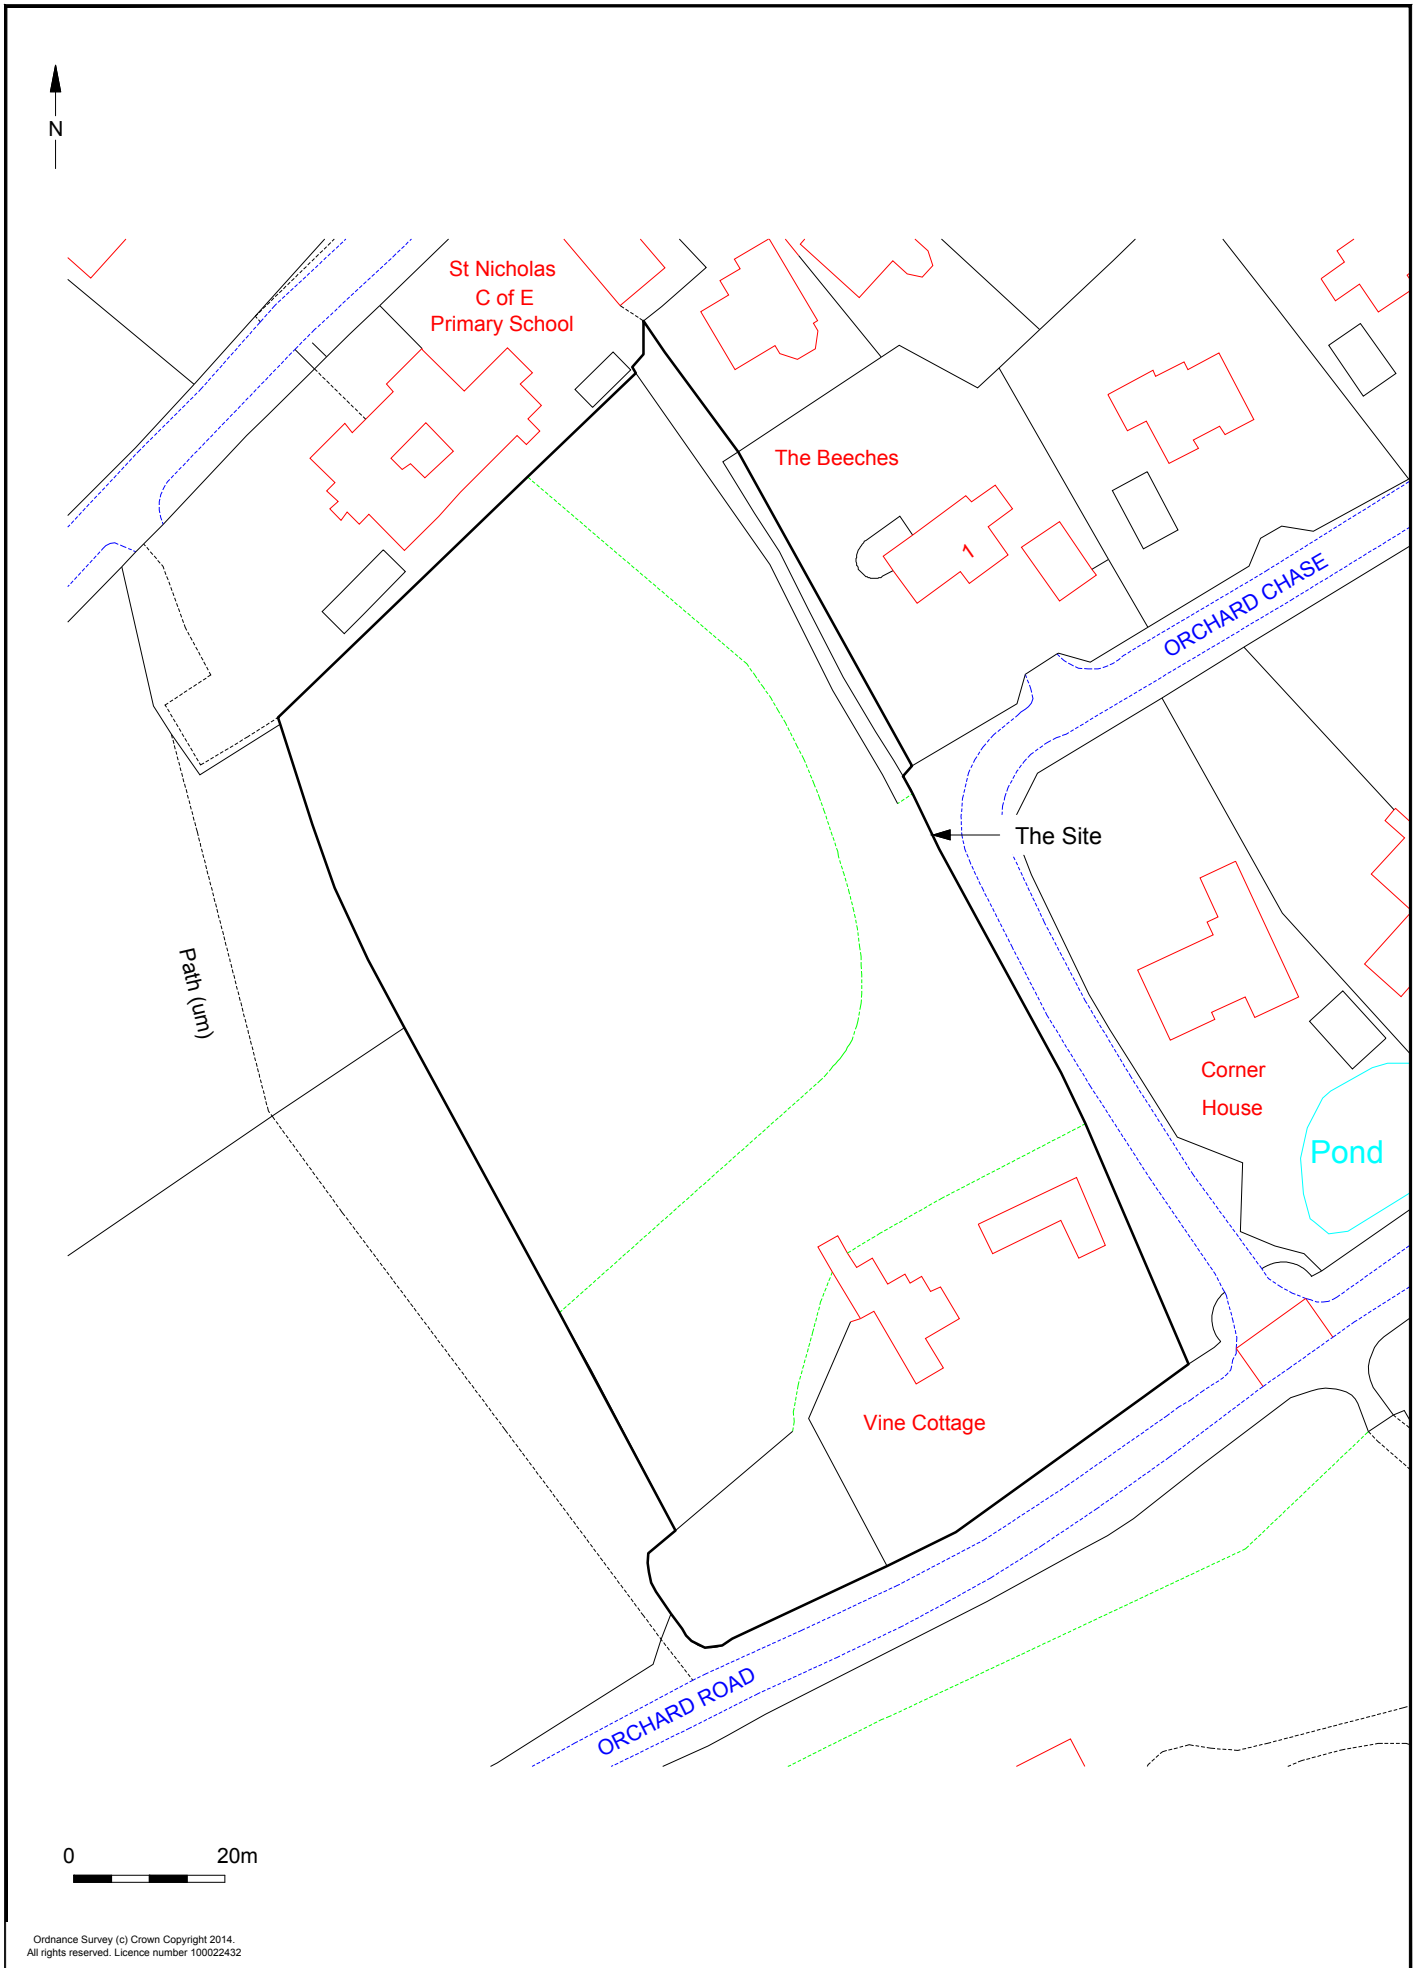 N
St Nicholas
C of E
Primary School
The Beeches
1
ORCHARD CHASE
The Site
Path (um)
Corner
House
Pond
Vine Cottage
ORCHARD ROAD
0 20m
Ordnance Survey (c) Crown Copyright 2014.
All rights reserved. Licence number 100022432